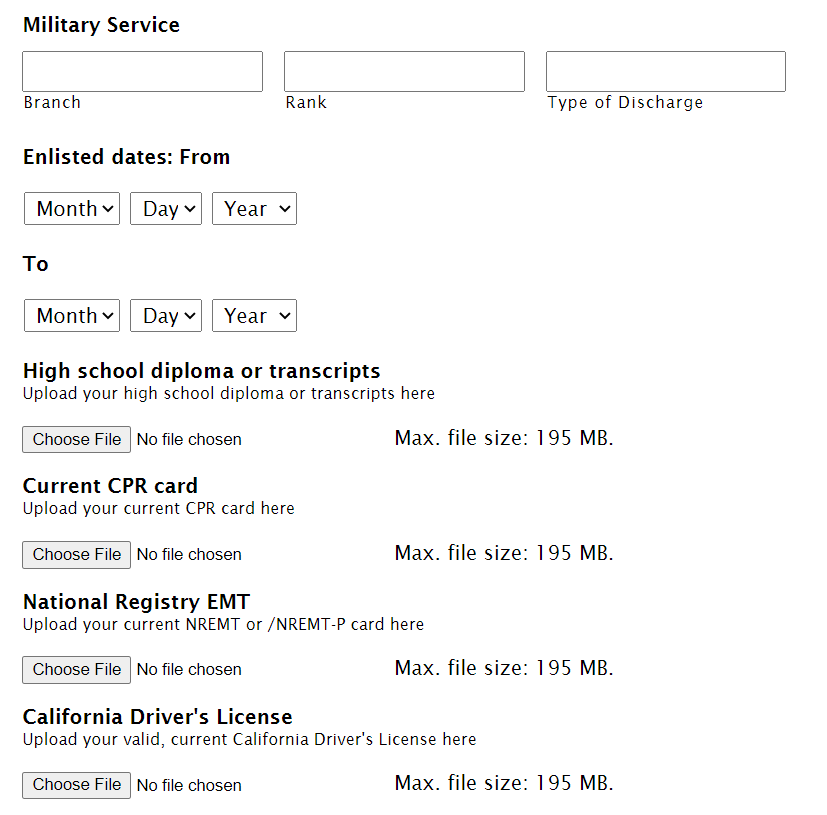 Military Service
Branch Rank Type of Discharge
Enlisted dates: From
Month Day Year
To
Month Day Year
High school diploma or transcripts
Upload your high school diploma or transcripts here
Choose File No file chosen Max. file size: 195 MB.
Current CPR card
Upload your current CPR card here
Choose File No file chosen Max. file size: 195 MB.
National Registry EMT
Upload your current NREMT or /NREMT-P card here
Choose File No file chosen Max. file size: 195 MB.
California Driver's License
Upload your valid, current California Driver's License here
Choose File No file chosen Max. file size: 195 MB.